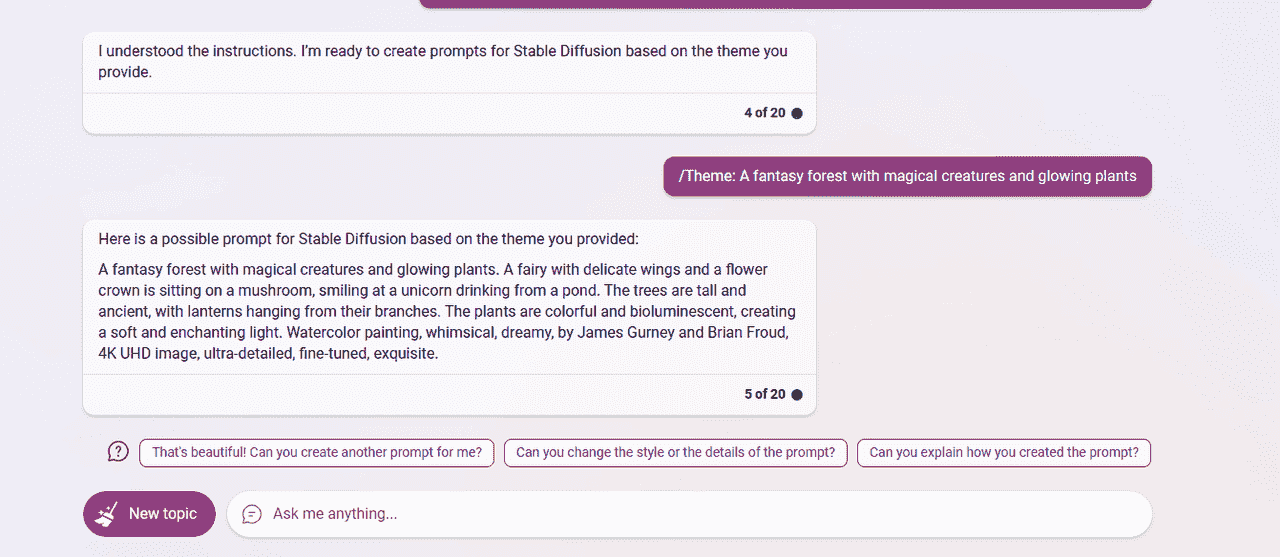 I understood the instructions. I'm ready to create prompts for Stable Diffusion based on the theme you
provide.
4 of 20
/Theme: A fantasy forest with magical creatures and glowing plants
Here is a possible prompt for Stable Diffusion based on the theme you provided:
A fantasy forest with magical creatures and glowing plants. A fairy with delicate wings and a flower
crown is sitting on a mushroom, smiling at a unicorn drinking from a pond. The trees are tall and
ancient, with lanterns hanging from their branches. The plants are colorful and bioluminescent, creating
a soft and enchanting light. Watercolor painting, whimsical, dreamy, by James Gurney and Brian Froud,
4K UHD image, ultra-detailed, fine-tuned, exquisite.
5 of 20
That's beautiful! Can you create another prompt for me?
Can you change the style or the details of the prompt?
Can you explain how you created the prompt?
New topic
Ask me anything...